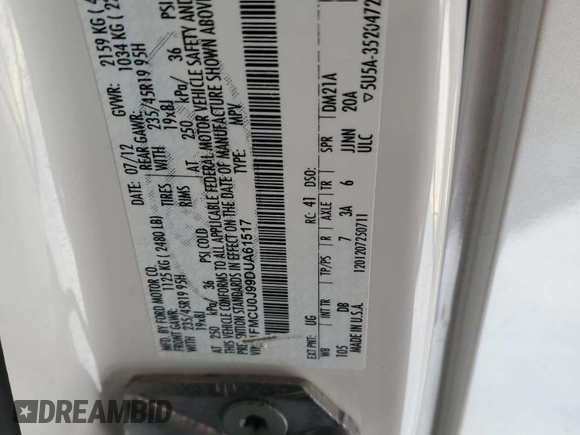 MFD. BY FORD MOTOR CO.
DATE: 07/12
GVWR: 2159 KG
FRONT GAWR: 1125 KG (2480 LB)
REAR GAWR: 1034 KG
235/45R19 95H TIRES 235/45R19 95H
WITH 19x8J RIMS WITH 19x8J
AT 250 kPa/ 36 PSI COLD AT 250 kPa/ 36 PSI
THIS VEHICLE CONFORMS TO ALL APPLICABLE FEDERAL MOTOR VEHICLE SAFETY AND
STANDARDS IN EFFECT ON THE DATE OF MANUFACTURE SHOWN ABOVE.
VIN: 1FMCU0J99DUA61517
TYPE: MPV
EXT PNT: UG RC: 41 DSO:
WB INT TR TP/PS R AXLE TR SPR
105 DB 7 3A 6 JJNN DM21A
20A
1201207250711 ULC
▽5U5A-3520472
DREAMBID